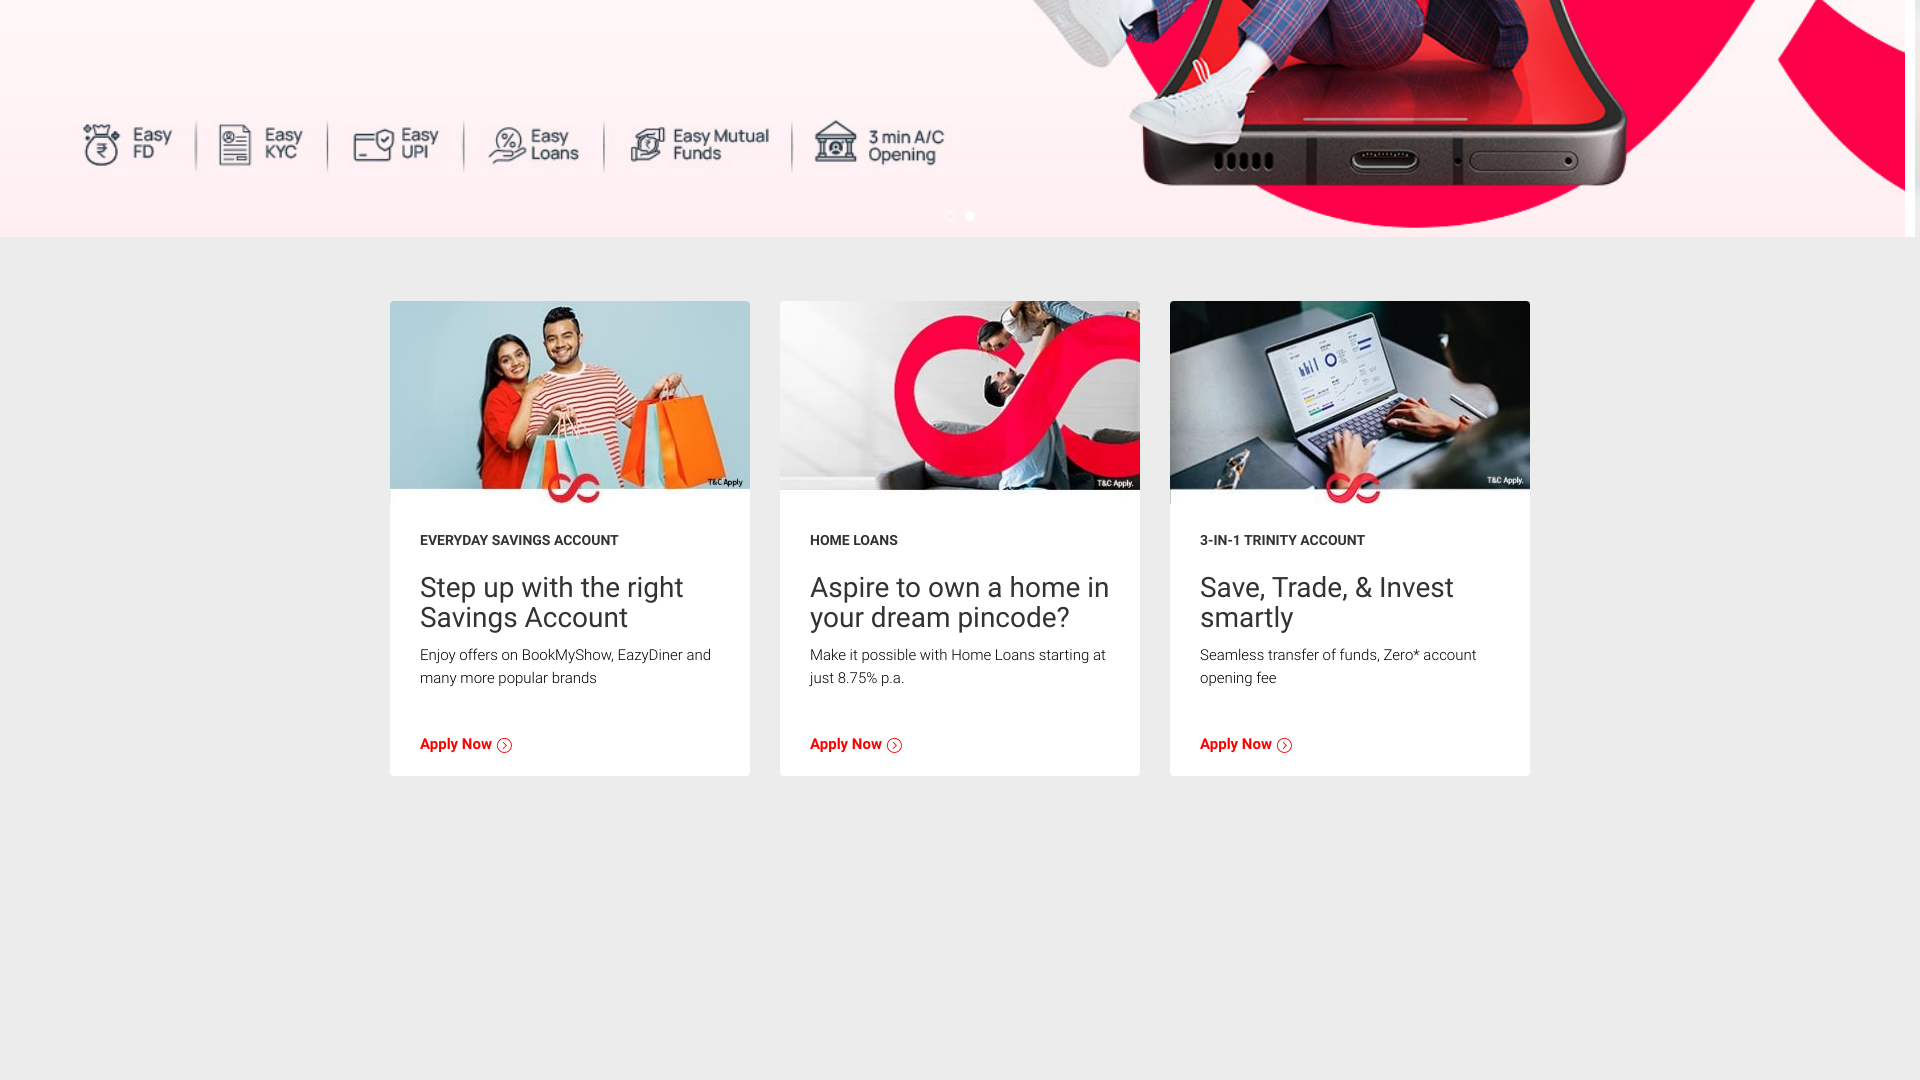 Easy
FD
Easy
KYC
Easy
UPI
Easy
Loans
Easy Mutual
Funds
3 min A/C
Opening
T&C Apply
EVERYDAY SAVINGS ACCOUNT
Step up with the right
Savings Account
Enjoy offers on BookMyShow, EazyDiner and
many more popular brands
Apply Now
T&C Apply.
HOME LOANS
Aspire to own a home in
your dream pincode?
Make it possible with Home Loans starting at
just 8.75% p.a.
Apply Now
T&C Apply.
3-IN-1 TRINITY ACCOUNT
Save, Trade, & Invest
smartly
Seamless transfer of funds, Zero* account
opening fee
Apply Now